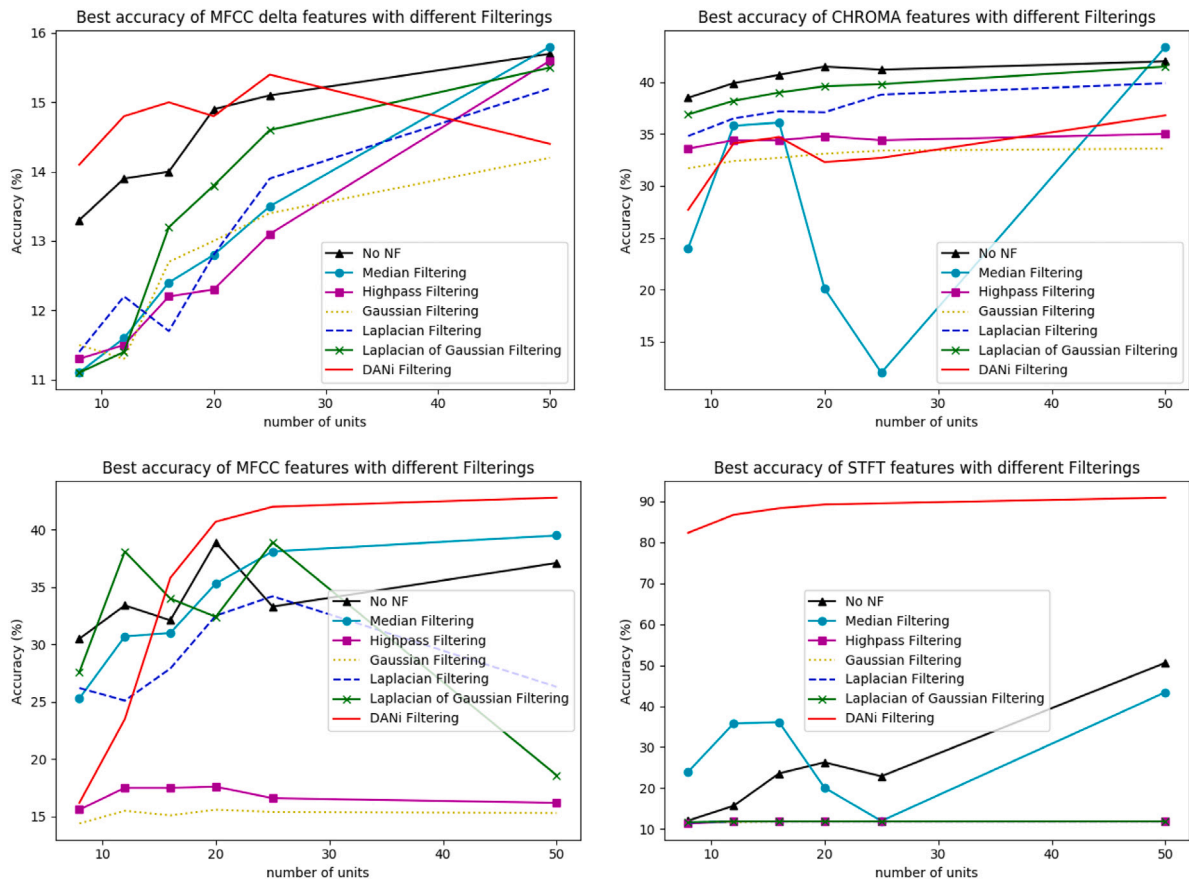 Best accuracy of MFCC delta features with different Filterings
16
15
14
13
12
11
Accuracy (%)
No NF
Median Filtering
Highpass Filtering
Gaussian Filtering
Laplacian Filtering
Laplacian of Gaussian Filtering
DANi Filtering
10
20
30
40
50
number of units
Best accuracy of CHROMA features with different Filterings
40
35
30
25
20
15
Accuracy (%)
No NF
Median Filtering
Highpass Filtering
Gaussian Filtering
Laplacian Filtering
Laplacian of Gaussian Filtering
DANi Filtering
10
20
30
40
50
number of units
Best accuracy of MFCC features with different Filterings
40
35
30
25
20
15
Accuracy (%)
No NF
Median Filtering
Highpass Filtering
Gaussian Filtering
Laplacian Filtering
Laplacian of Gaussian Filtering
DANi Filtering
10
20
30
40
50
number of units
Best accuracy of STFT features with different Filterings
90
80
70
60
50
40
30
20
10
Accuracy (%)
No NF
Median Filtering
Highpass Filtering
Gaussian Filtering
Laplacian Filtering
Laplacian of Gaussian Filtering
DANi Filtering
10
20
30
40
50
number of units